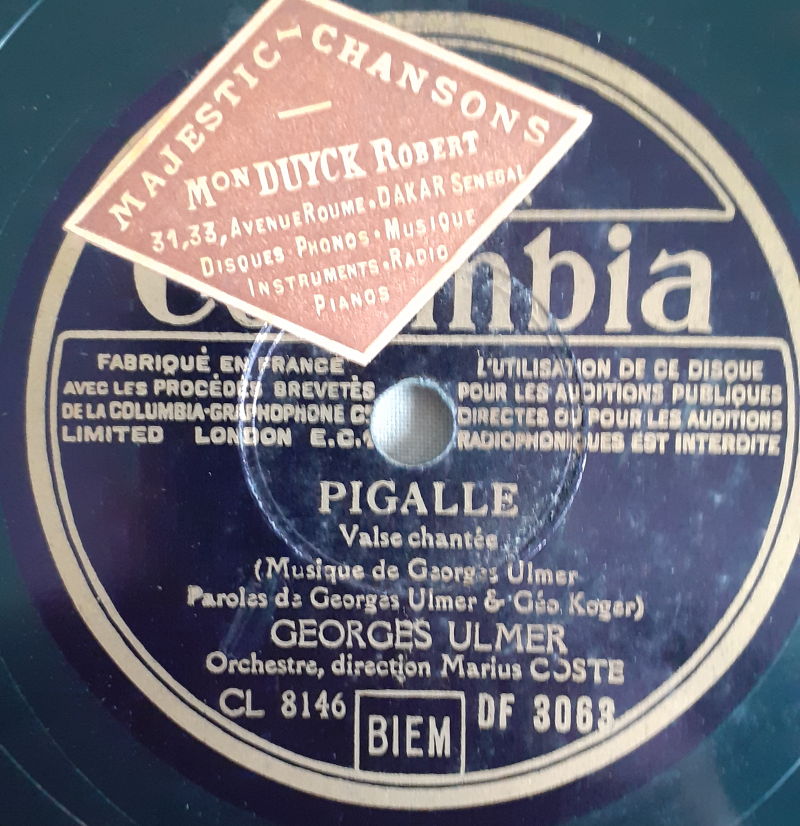 MAJESTIC - CHANSONS
Mon DUYCK ROBERT
31,33, AVENUE ROUME. DAKAR SENEGAL
DISQUES. PHONOS. MUSIQUE
INSTRUMENTS. RADIO
PIANOS
Columbia
FABRIQUÉ EN FRANCE
AVEC LES PROCÉDÉS BREVETÉS
DE LA COLUMBIA-GRAPHOPHONE Cº
LIMITED LONDON E.C.1
L'UTILISATION DE CE DISQUE
POUR LES AUDITIONS PUBLIQUES
DIRECTES OU POUR LES AUDITIONS
RADIOPHONIQUES EST INTERDITE
PIGALLE
Valse chantée
(Musique de Georges Ulmer
Paroles de Georges Ulmer & Géo Koger)
GEORGES ULMER
Orchestre, direction Marius COSTE
CL 8146
BIEM
DF 3063